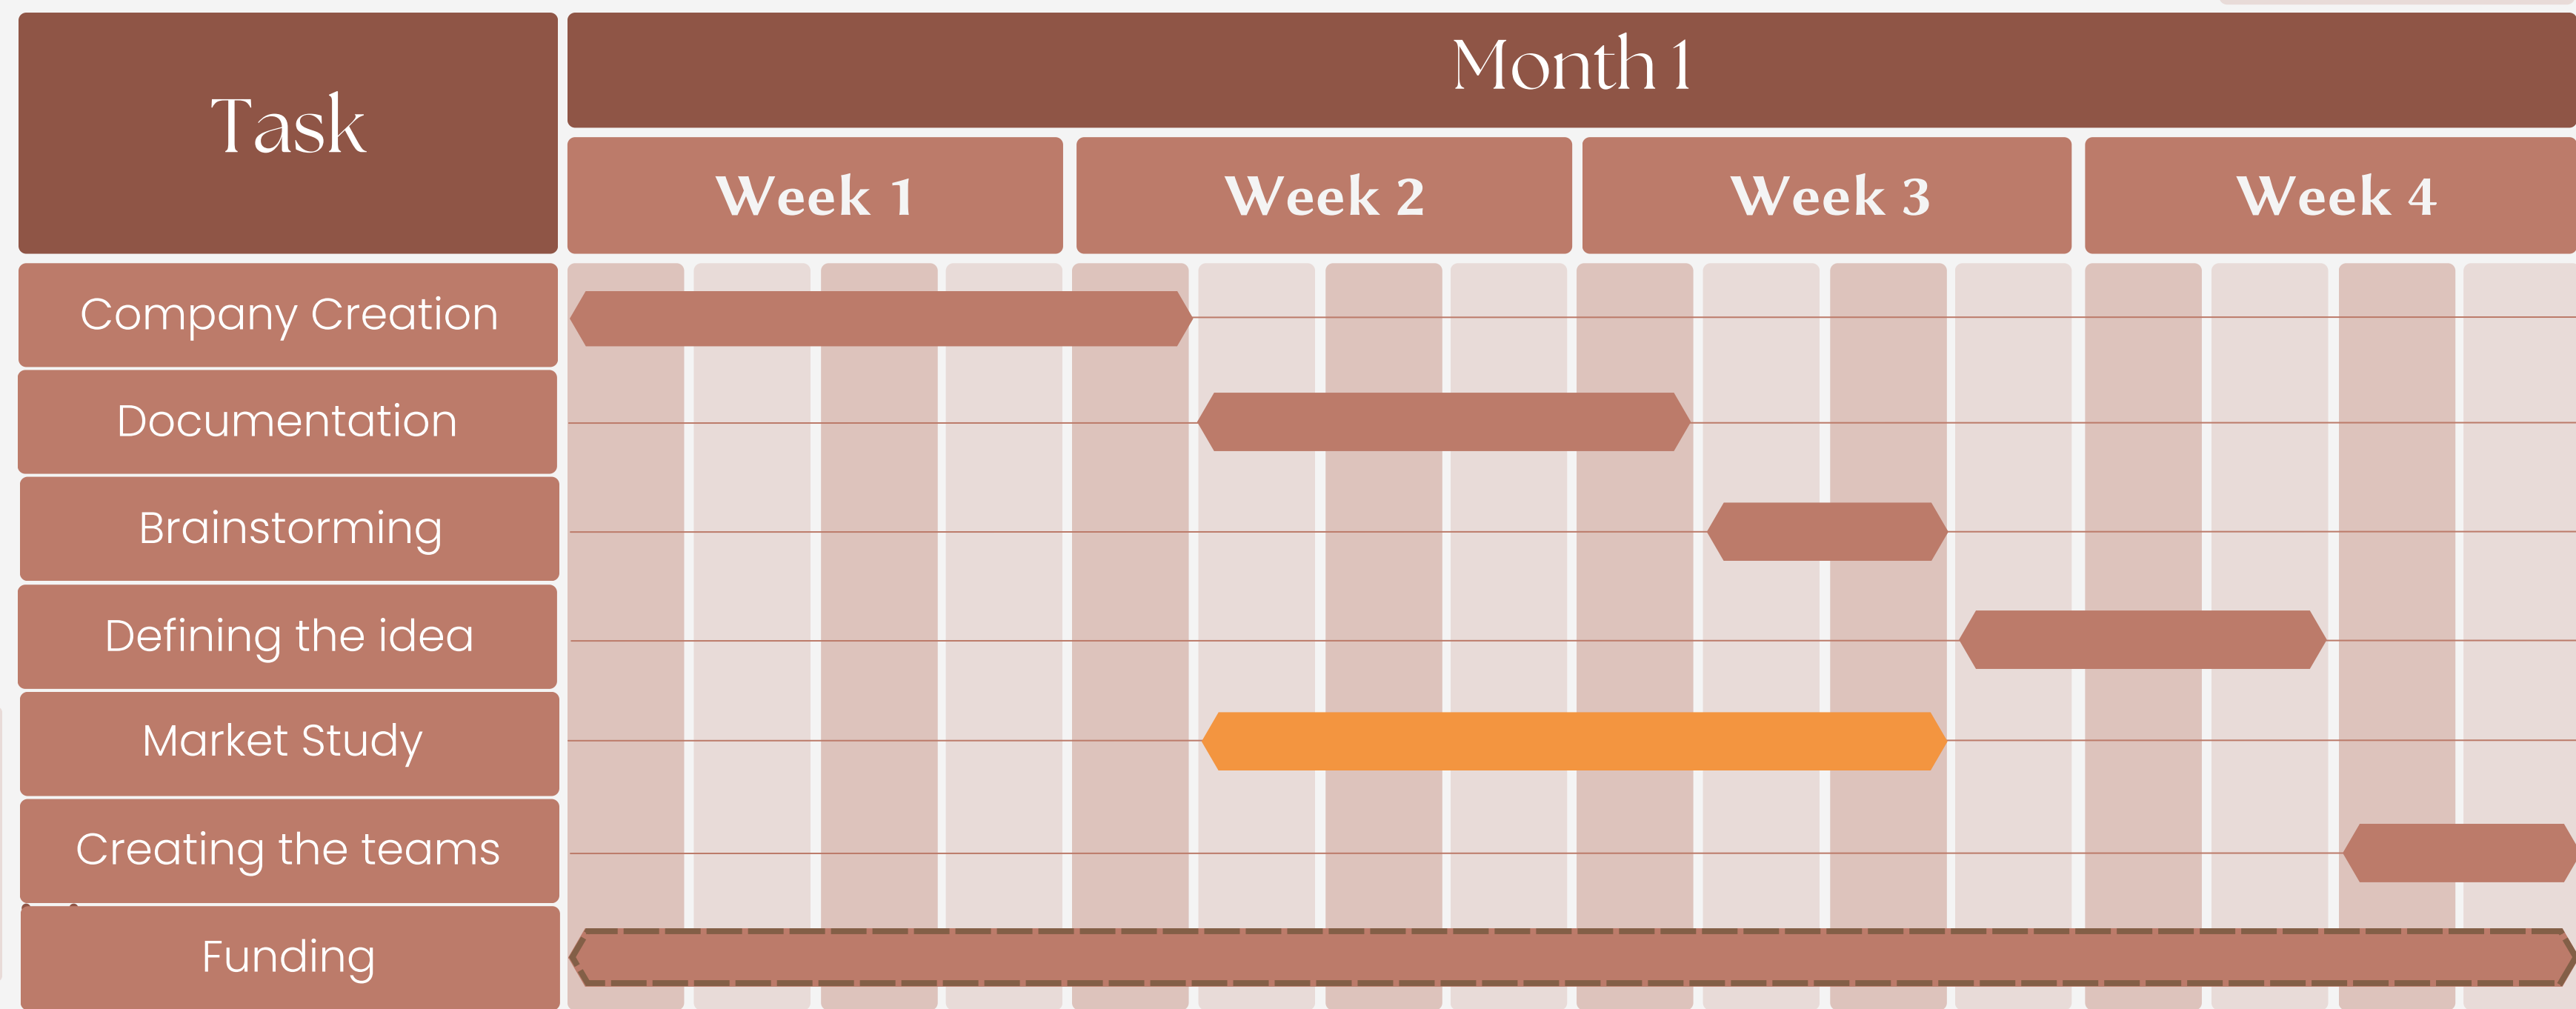 Task
Month 1
Week 1
Week 2
Week 3
Week 4
Company Creation
Documentation
Brainstorming
Defining the idea
Market Study
Creating the teams
Funding